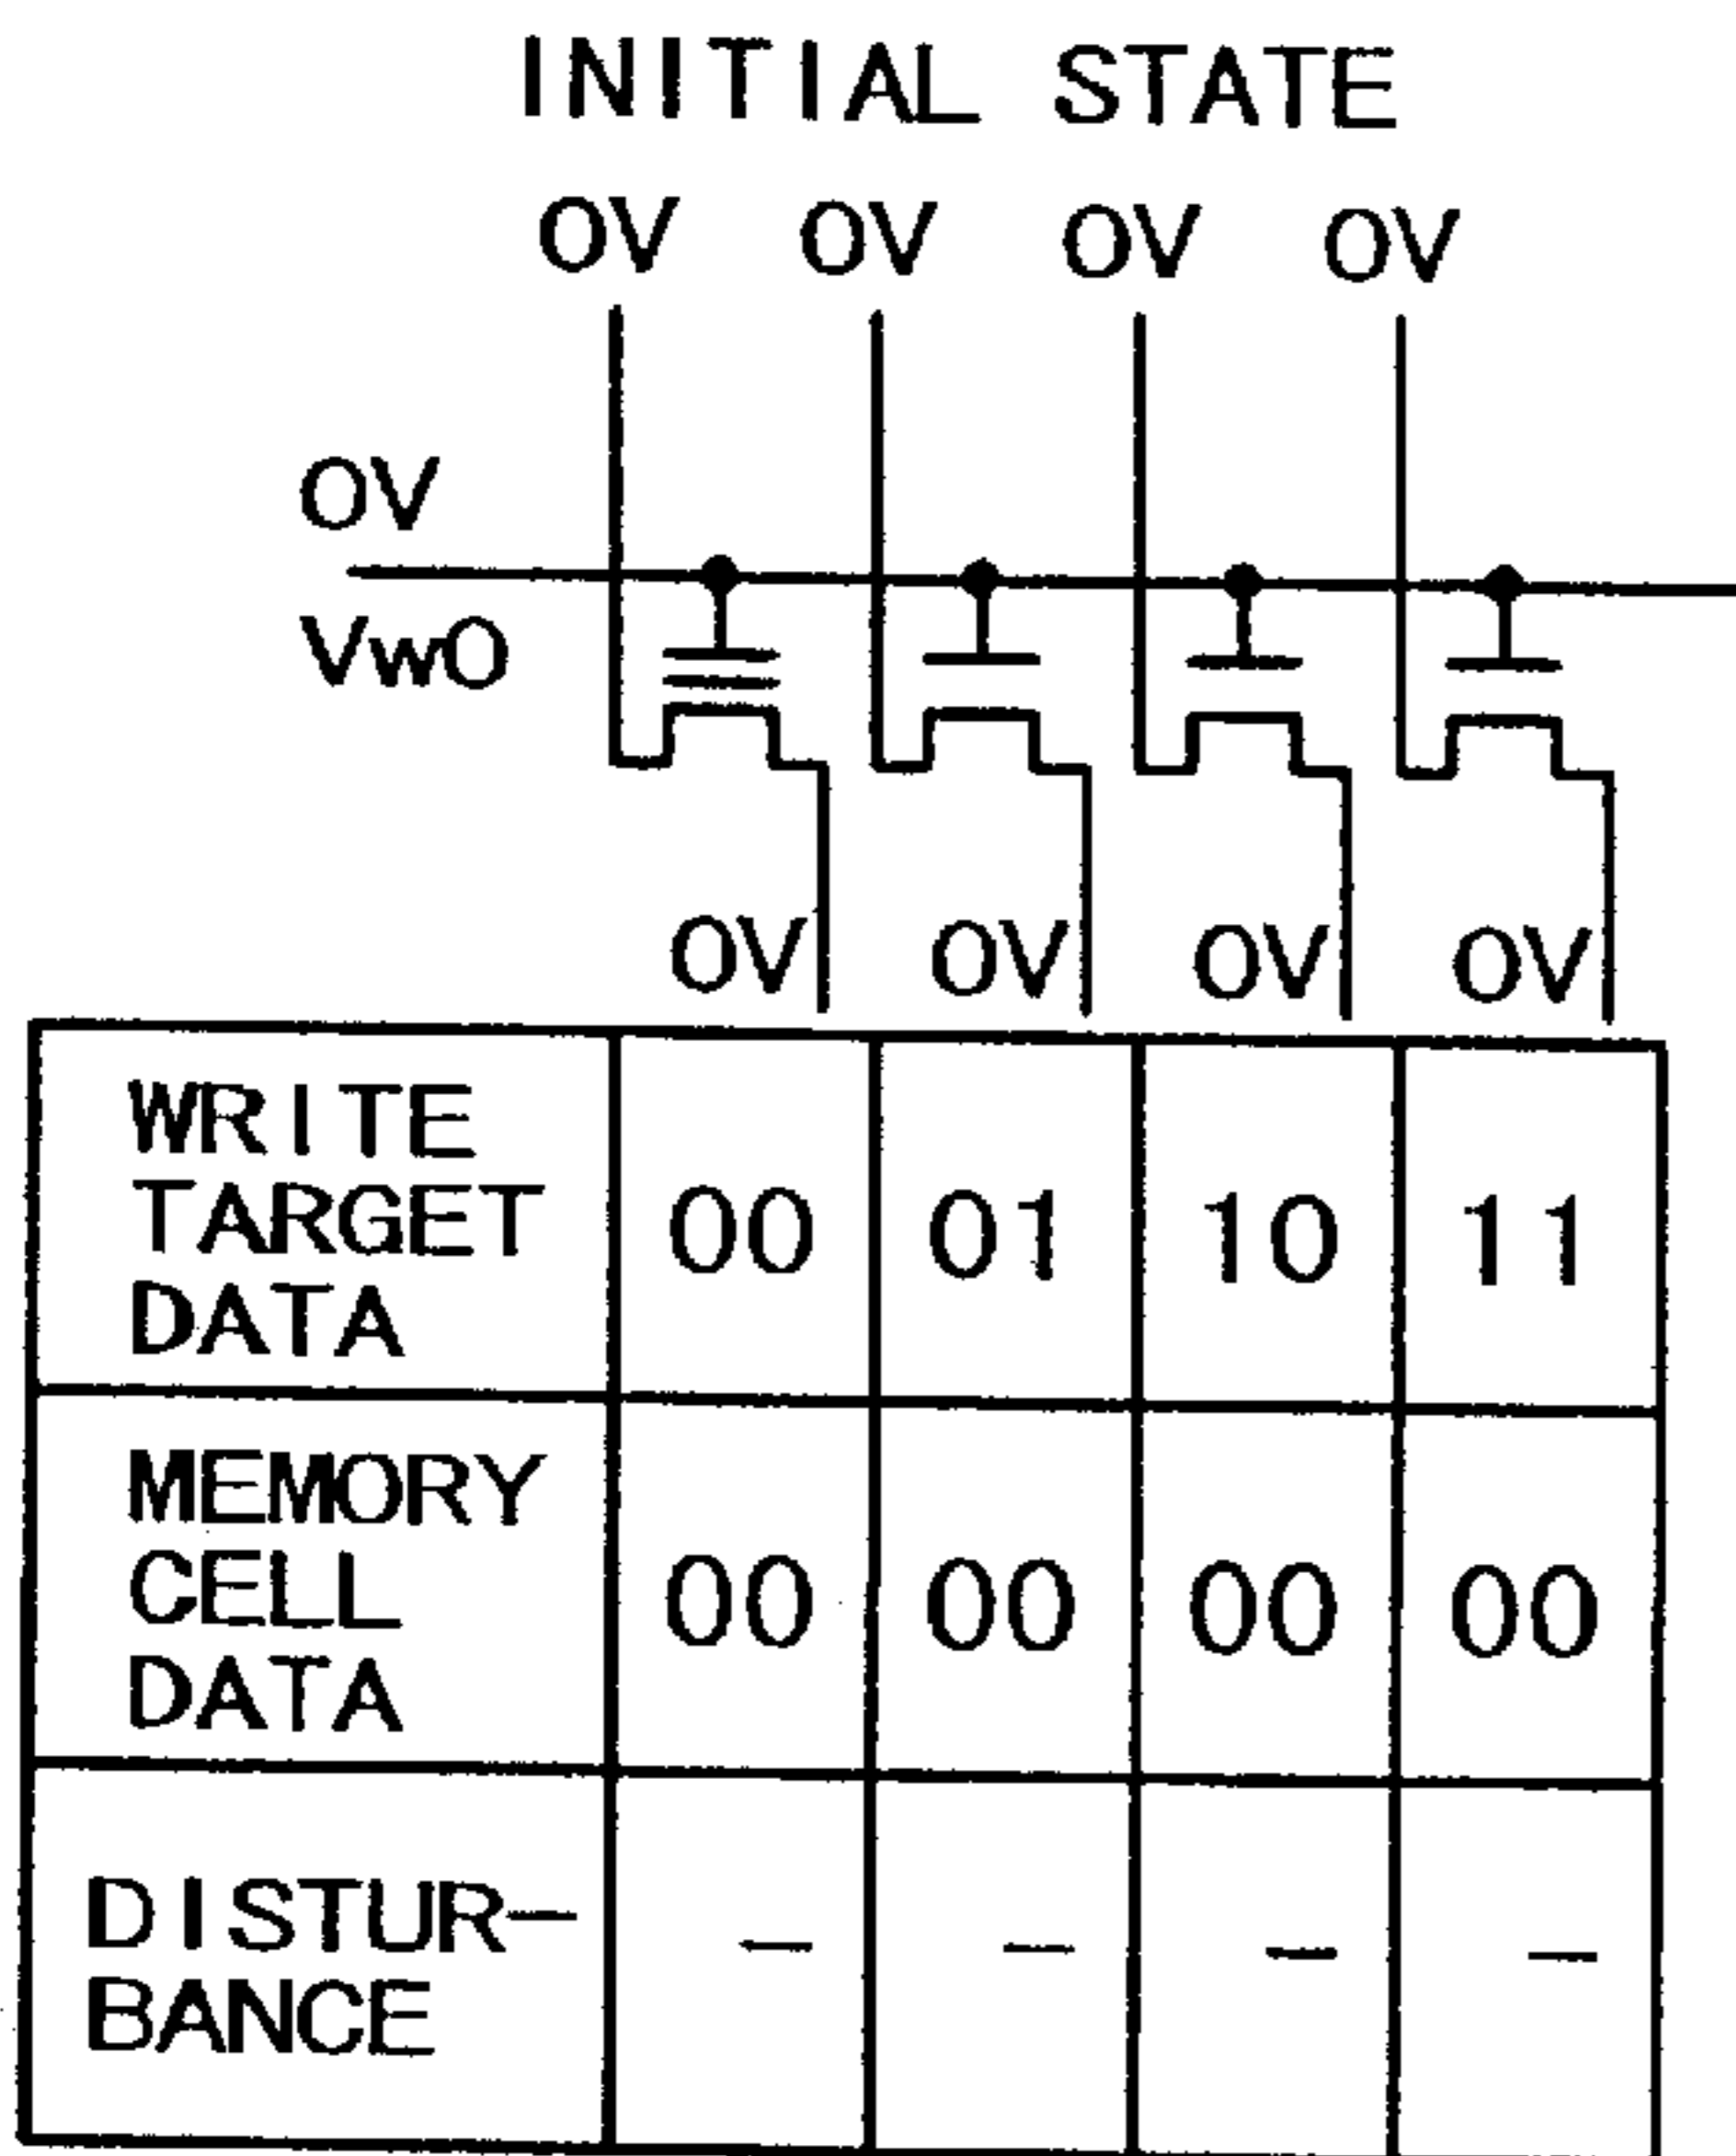 INITIAL STATE
0V 0V 0V 0V
0V
Vw0
0V 0V 0V 0V
WRITE
TARGET
DATA
00 01 10 11
MEMORY
CELL
DATA
00 00 00 00
DISTUR-
BANCE
– – – –